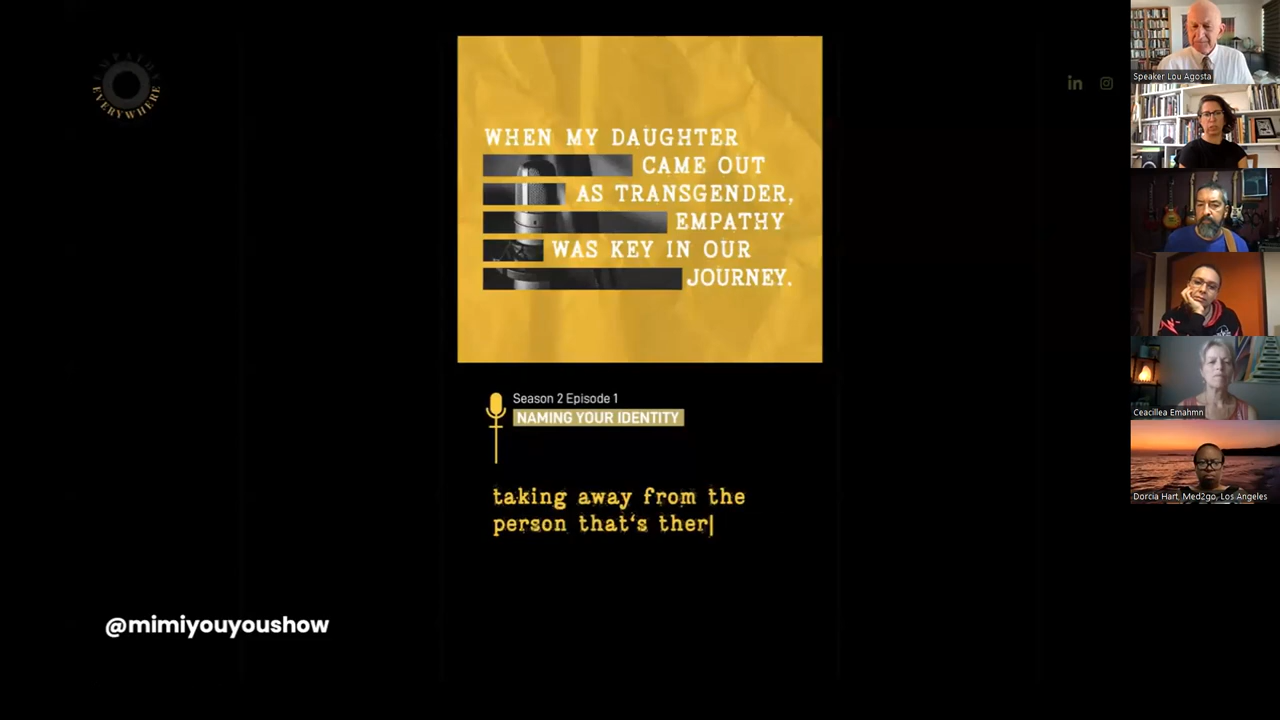 EVERYWHERE
WHEN MY DAUGHTER
CAME OUT
AS TRANSGENDER,
EMPATHY
WAS KEY IN OUR
JOURNEY.
Season 2 Episode 1
NAMING YOUR IDENTITY
taking away from the
person that's ther
@mimiyouyoushow
in
Speaker Lou Agosta
Ceacillea Emahmn
Dorcia Hart, Med2go, Los Angeles